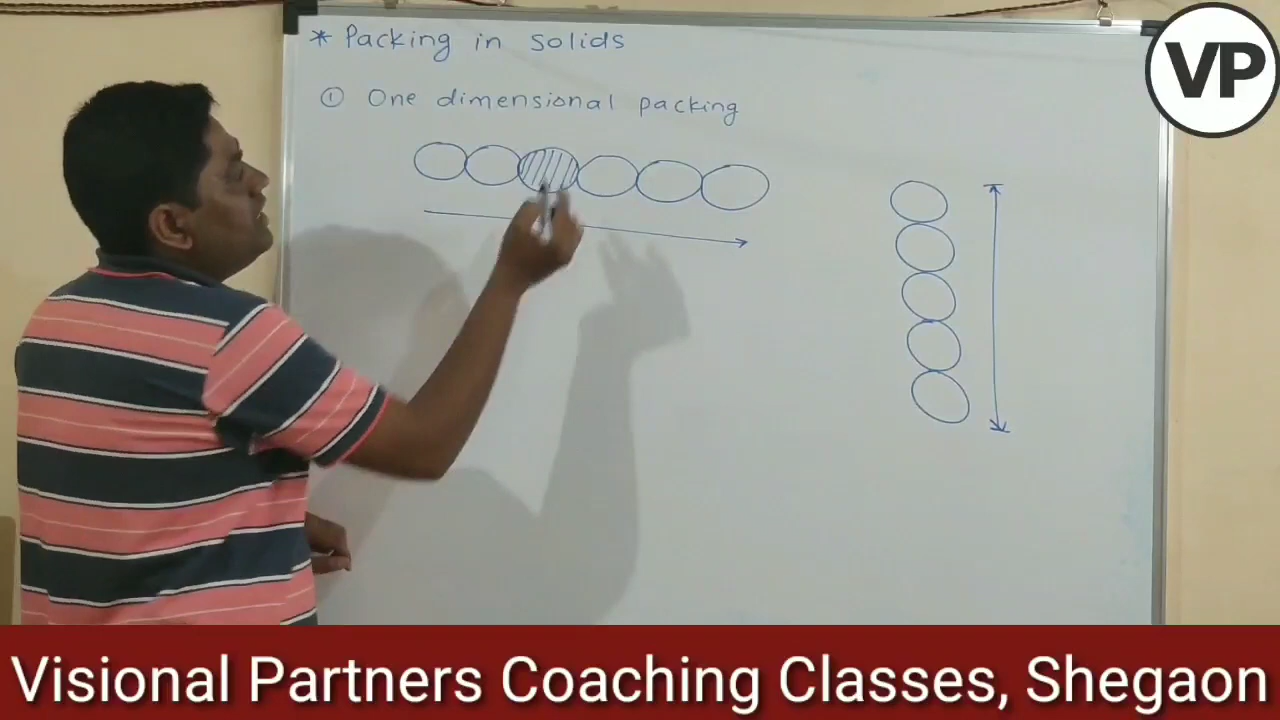 * Packing in solids
① One dimensional packing
VP
Visional Partners Coaching Classes, Shegaon